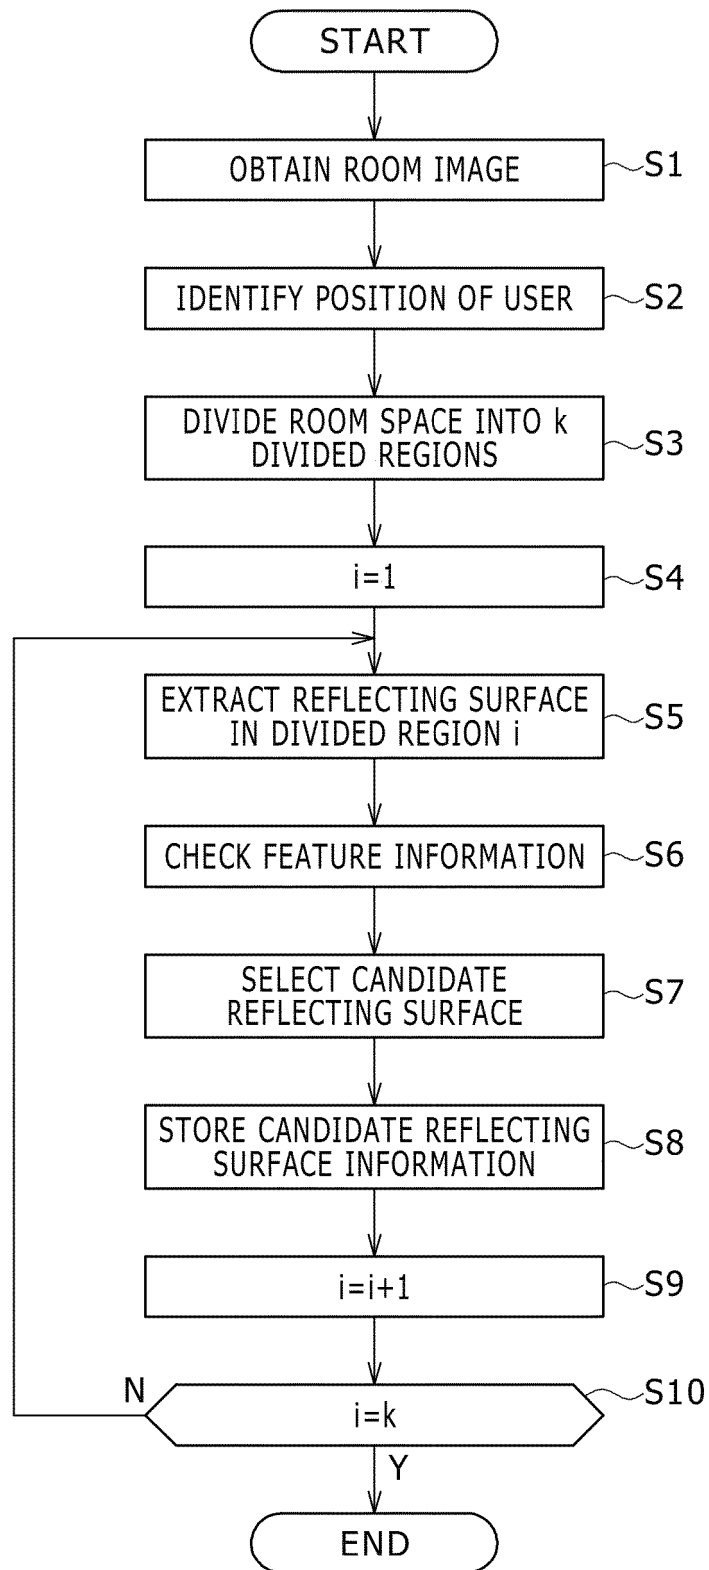 START
OBTAIN ROOM IMAGE
S1
IDENTIFY POSITION OF USER
S2
DIVIDE ROOM SPACE INTO k
DIVIDED REGIONS
S3
i=1
S4
EXTRACT REFLECTING SURFACE
IN DIVIDED REGION i
S5
CHECK FEATURE INFORMATION
S6
SELECT CANDIDATE
REFLECTING SURFACE
S7
STORE CANDIDATE REFLECTING
SURFACE INFORMATION
S8
i=i+1
S9
N
i=k
S10
Y
END